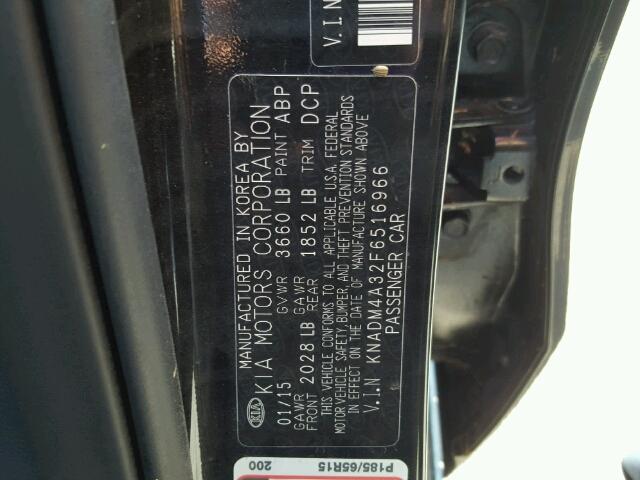 MANUFACTURED IN KOREA BY
KIA MOTORS CORPORATION
KIA
01/15 GVWR 3660 LB PAINT ABP
GAWR FRONT 2028 LB GAWR REAR 1852 LB TRIM DCP
THIS VEHICLE CONFORMS TO ALL APPLICABLE U.S.A. FEDERAL
MOTOR VEHICLE SAFETY, BUMPER, AND THEFT PREVENTION STANDARDS
IN EFFECT ON THE DATE OF MANUFACTURE SHOWN ABOVE
V.I.N KNADM4A32F6516966
PASSENGER CAR
V.I.N
P185/65R15
200